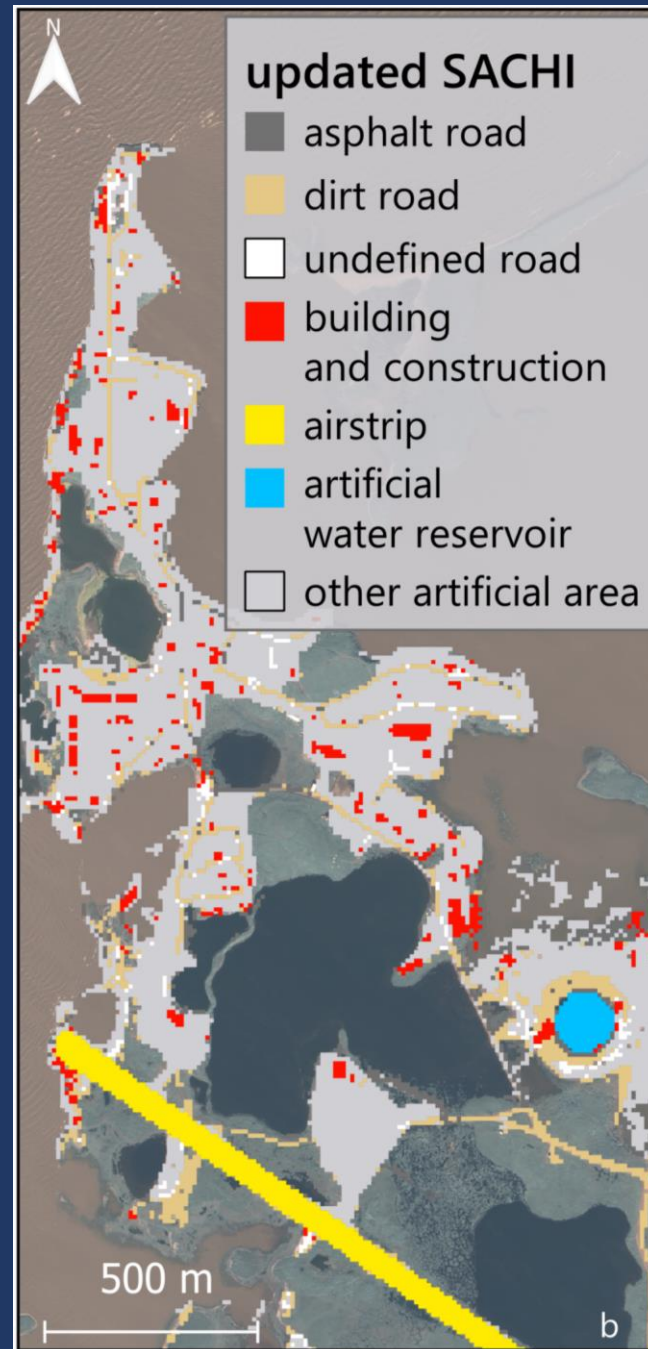 N
updated SACHI
asphalt road
dirt road
undefined road
building
and construction
airstrip
artificial
water reservoir
other artificial area
500 m
b